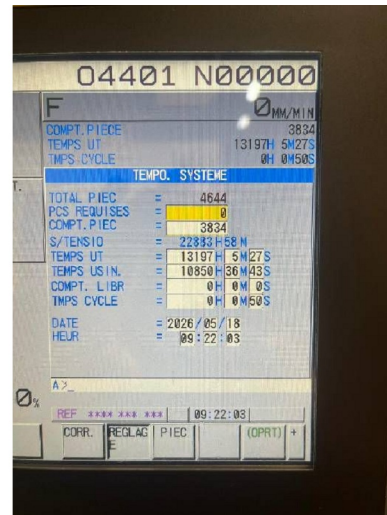 O4401 N00000
F 0MM/MIN
COMPT.PIECE 3834
TEMPS UT 13197H 5M27S
TMPS CYCLE 0H 0M50S
TEMPO. SYSTEME
T.
TOTAL PIEC = 4644
PCS REQUISES = 0
COMPT.PIEC = 3834
S/TENSIO = 22883H58M
TEMPS UT = 13197H 5M27S
TEMPS USIN. = 10850H36M43S
COMPT. LIBR = 0H 0M 0S
TMPS CYCLE = 0H 0M50S
DATE = 2026/05/18
HEUR = 09:22:03
A>_
0%
REF **** *** *** 09:22:03
CORR. REGLAG PIEC (OPRT) +
E